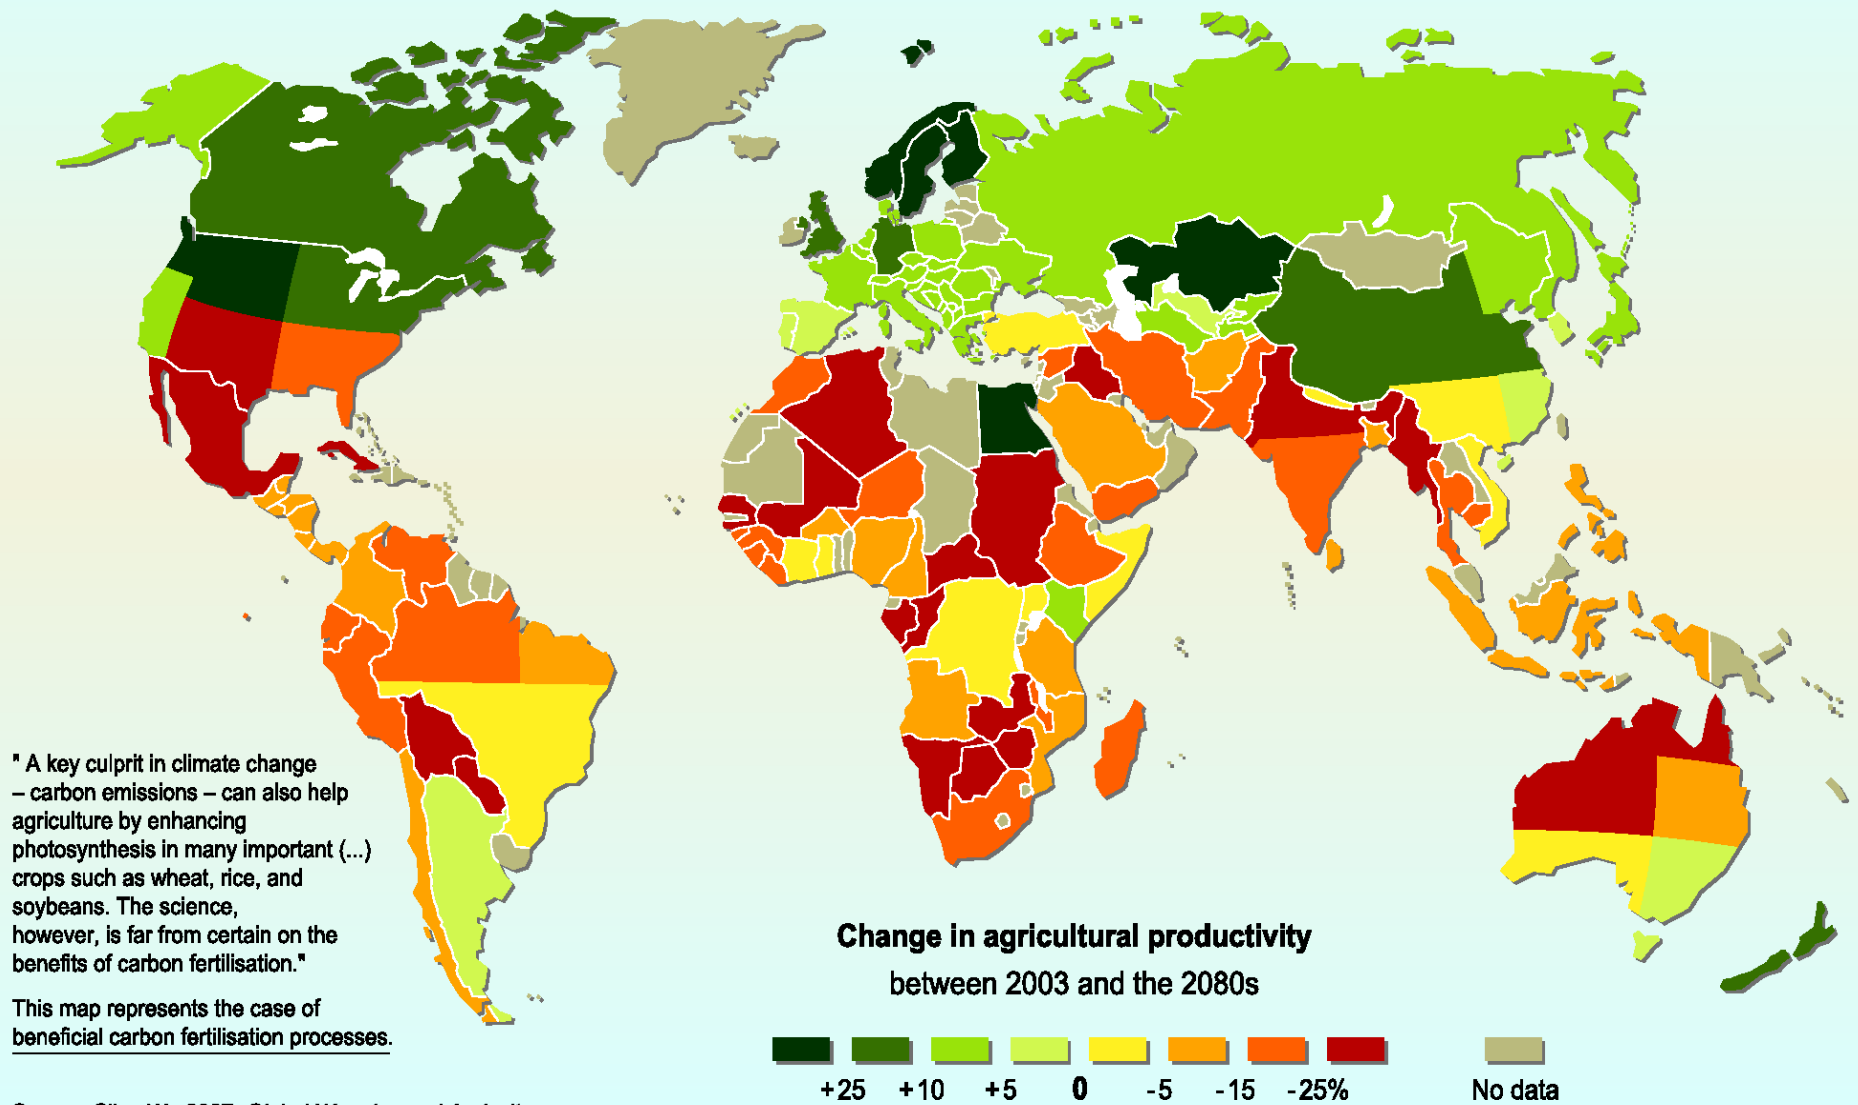 " A key culprit in climate change
– carbon emissions – can also help
agriculture by enhancing
photosynthesis in many important (...)
crops such as wheat, rice, and
soybeans. The science,
however, is far from certain on the
benefits of carbon fertilisation."
This map represents the case of
beneficial carbon fertilisation processes.
Change in agricultural productivity
between 2003 and the 2080s
+25 +10 +5 0 -5 -15 -25% No data